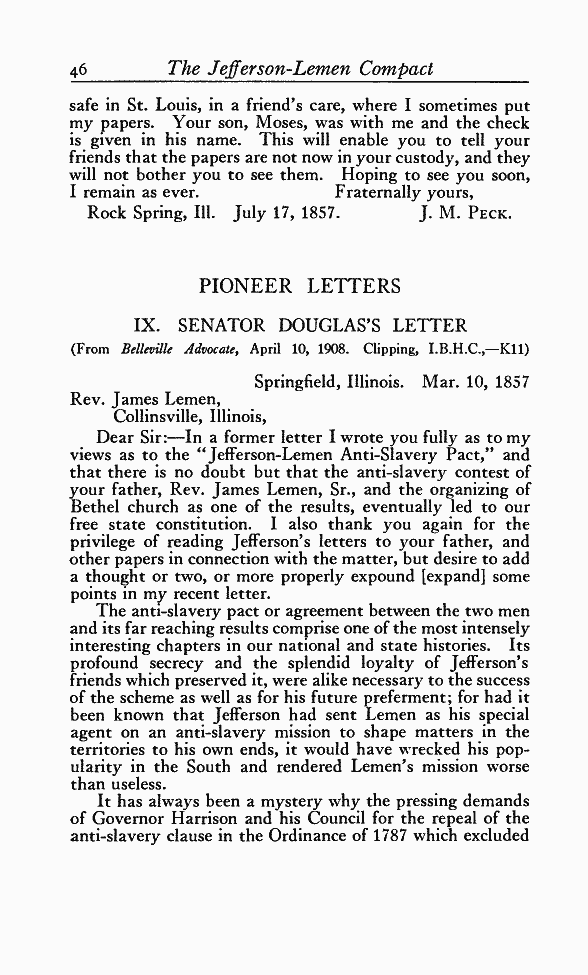 46 The Jefferson-Lemen Compact
safe in St. Louis, in a friend's care, where I sometimes put
my papers. Your son, Moses, was with me and the check
is given in his name. This will enable you to tell your
friends that the papers are not now in your custody, and they
will not bother you to see them. Hoping to see you soon,
I remain as ever. Fraternally yours,
Rock Spring, Ill. July 17, 1857. J. M. Peck.
PIONEER LETTERS
IX. SENATOR DOUGLAS'S LETTER
(From Belleville Advocate, April 10, 1908. Clipping, I.B.H.C.,—K11)
Springfield, Illinois. Mar. 10, 1857
Rev. James Lemen,
Collinsville, Illinois,
Dear Sir:—In a former letter I wrote you fully as to my
views as to the "Jefferson-Lemen Anti-Slavery Pact," and
that there is no doubt but that the anti-slavery contest of
your father, Rev. James Lemen, Sr., and the organizing of
Bethel church as one of the results, eventually led to our
free state constitution. I also thank you again for the
privilege of reading Jefferson's letters to your father, and
other papers in connection with the matter, but desire to add
a thought or two, or more properly expound [expand] some
points in my recent letter.
The anti-slavery pact or agreement between the two men
and its far reaching results comprise one of the most intensely
interesting chapters in our national and state histories. Its
profound secrecy and the splendid loyalty of Jefferson's
friends which preserved it, were alike necessary to the success
of the scheme as well as for his future preferment; for had it
been known that Jefferson had sent Lemen as his special
agent on an anti-slavery mission to shape matters in the
territories to his own ends, it would have wrecked his pop-
ularity in the South and rendered Lemen's mission worse
than useless.
It has always been a mystery why the pressing demands
of Governor Harrison and his Council for the repeal of the
anti-slavery clause in the Ordinance of 1787 which excluded